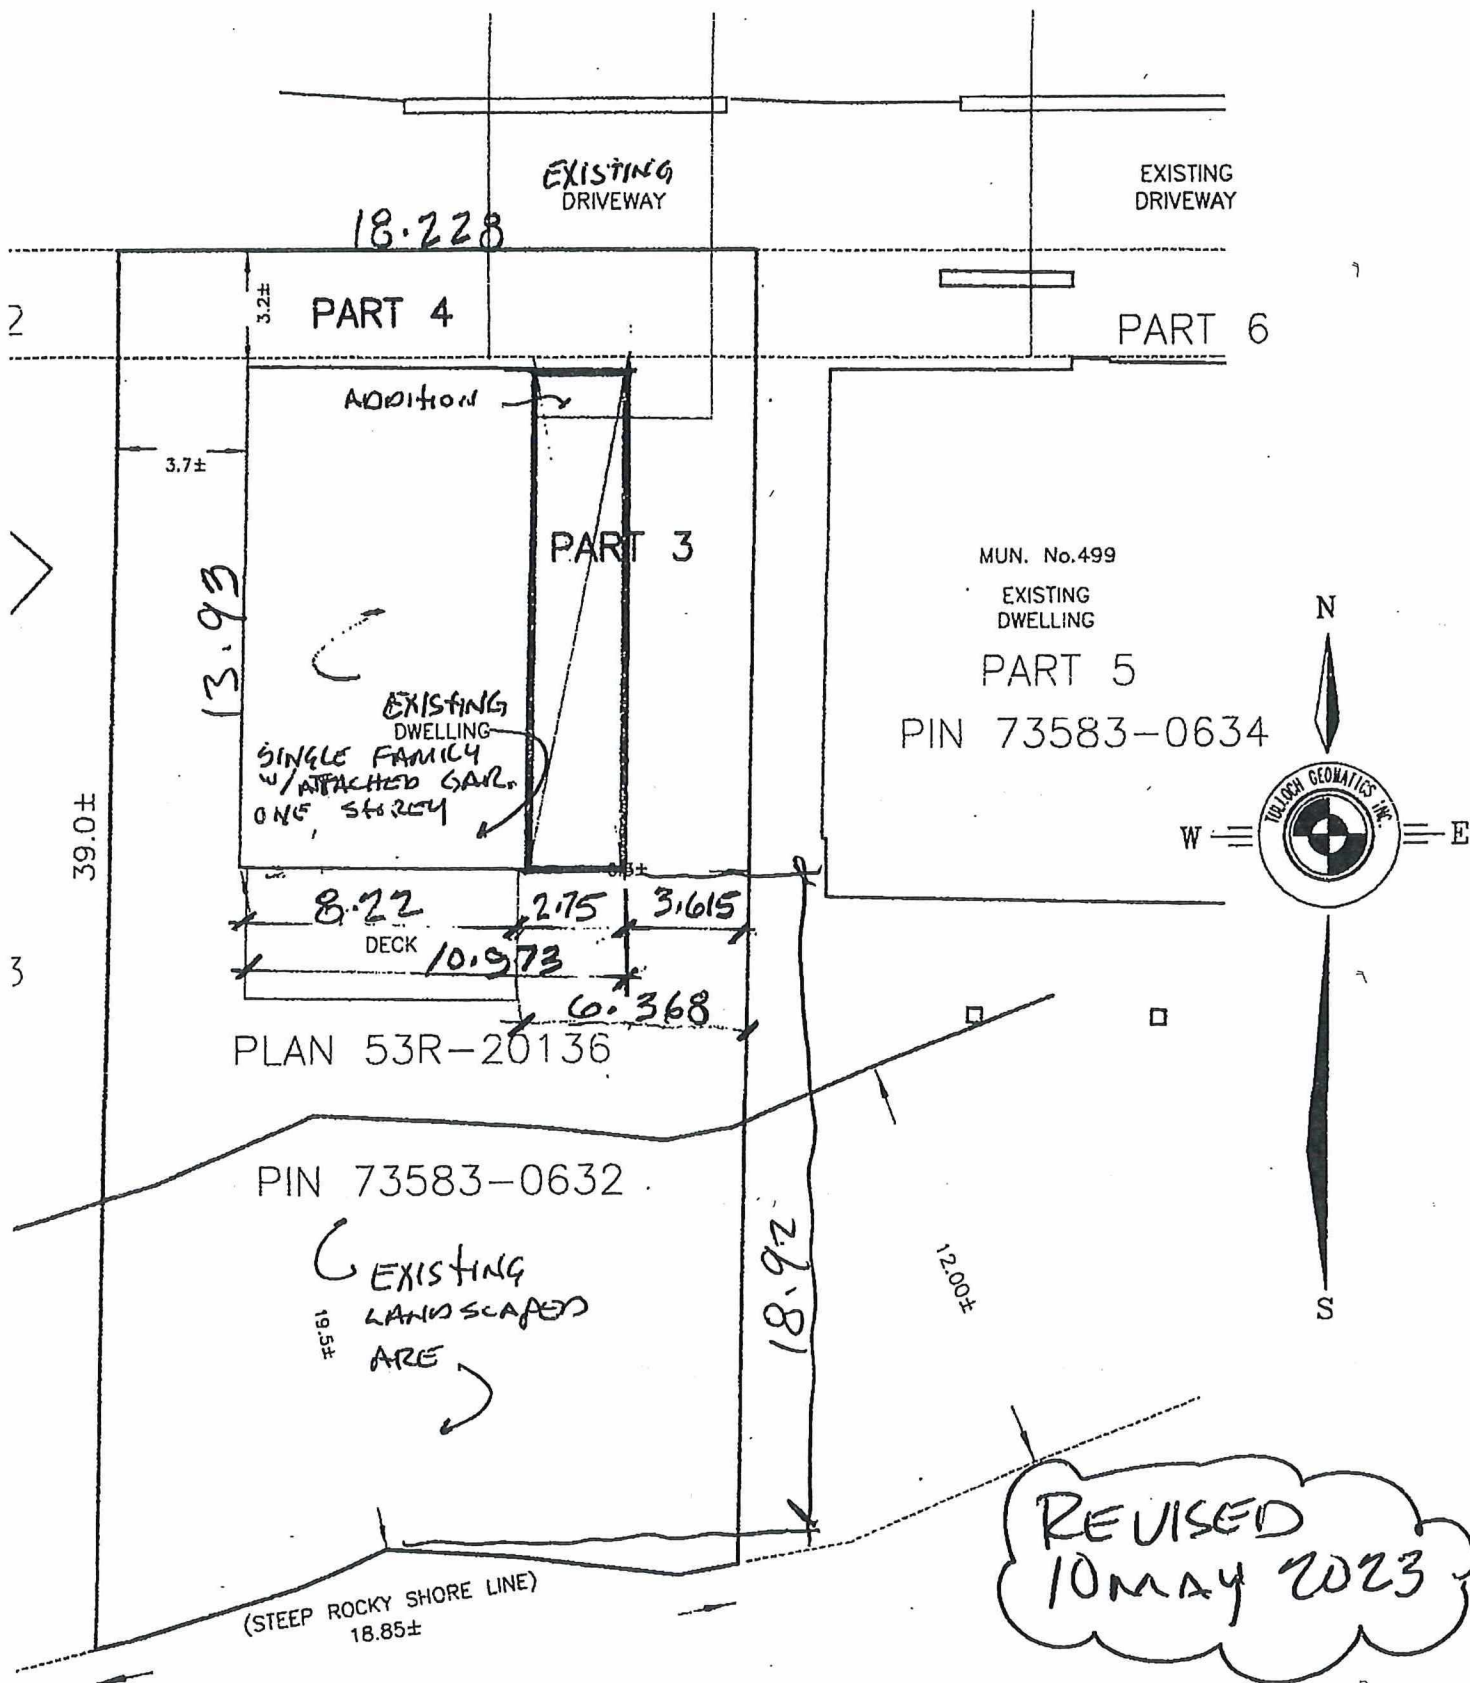 EXISTING
DRIVEWAY
EXISTING
DRIVEWAY
18.228
3.2±
PART 4
2
PART 6
ADDITION
3.7±
PART 3
MUN. No.499
EXISTING
DWELLING
PART 5
PIN 73583-0634
N
W
E
S
TULLOCH GEOMATICS INC.
13.93
EXISTING
DWELLING
SINGLE FAMILY
W/ATTACHED GAR.
ONE STOREY
39.0±
8.22
2.75
3.615
DECK
10.973
3
6.368
PLAN 53R-20136
PIN 73583-0632
EXISTING
LANDSCAPED
ARE
19.5±
18.92
12.00±
(STEEP ROCKY SHORE LINE)
18.85±
REVISED
10 MAY 2023